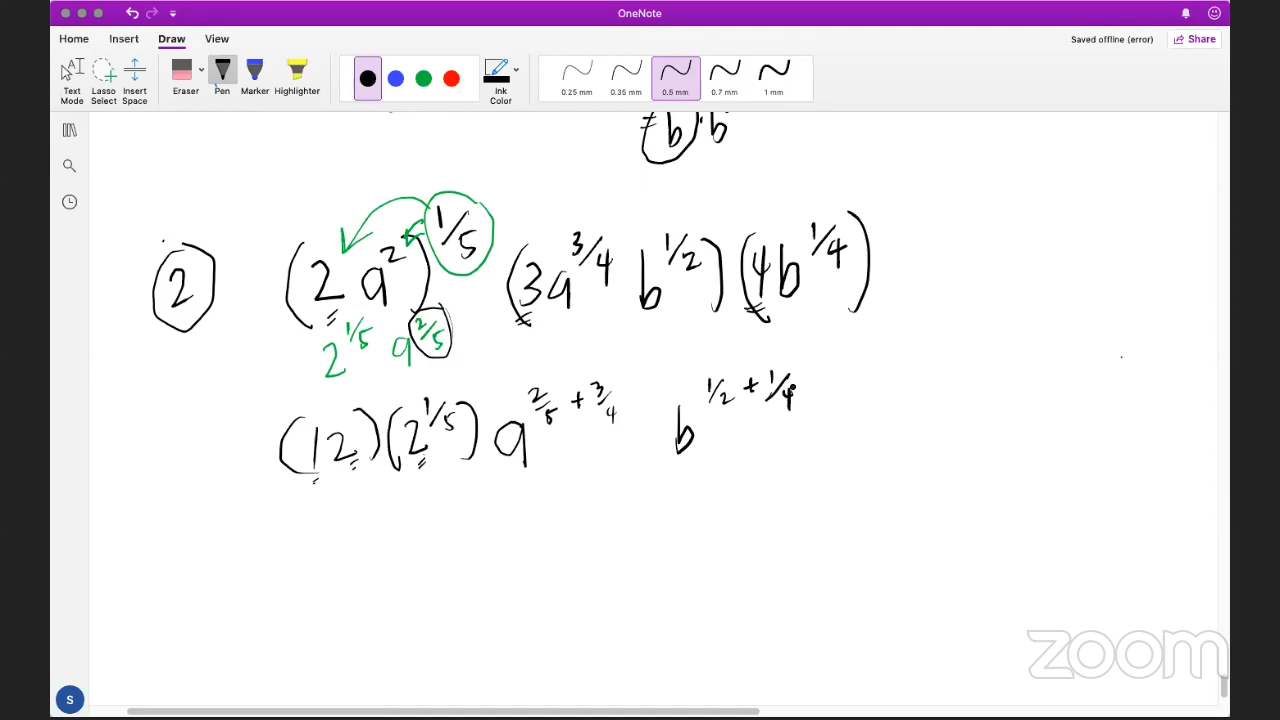 OneNote
Home Insert Draw View Saved offline (error) Share
Text Mode Lasso Select Insert Space Eraser Pen Marker Highlighter Ink Color 0.25 mm 0.35 mm 0.5 mm 0.7 mm 1 mm
= b) · b
2 (2 a^2)^1/5 (3a^3/4 b^1/2)(4b^1/4)
2^1/5 a^2/5
(12)(2^1/5) a^2/5 + 3/4 b^1/2 + 1/4
zoom
S